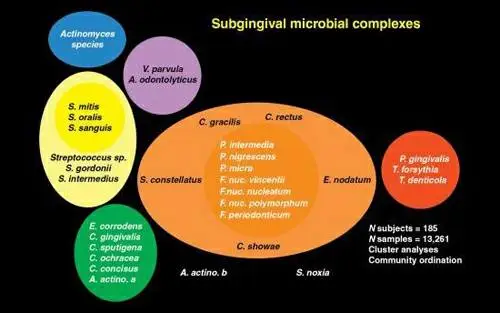 Subgingival microbial complexes
Actinomyces
species
V. parvula
A. odontolyticus
S. mitis
S. oralis
S. sanguis
Streptococcus sp.
S. gordonii
S. intermedius
C. gracilis
C. rectus
P. intermedia
P. nigrescens
P. micra
F. nuc. vincentii
F.nuc. nucleatum
F. nuc. polymorphum
F. periodonticum
S. constellatus
E. nodatum
C. showae
P. gingivalis
T. forsythia
T. denticola
E. corrodens
C. gingivalis
C. sputigena
C. ochracea
C. concisus
A. actino. a
A. actino. b
S. noxia
N subjects = 185
N samples = 13,261
Cluster analyses
Community ordination